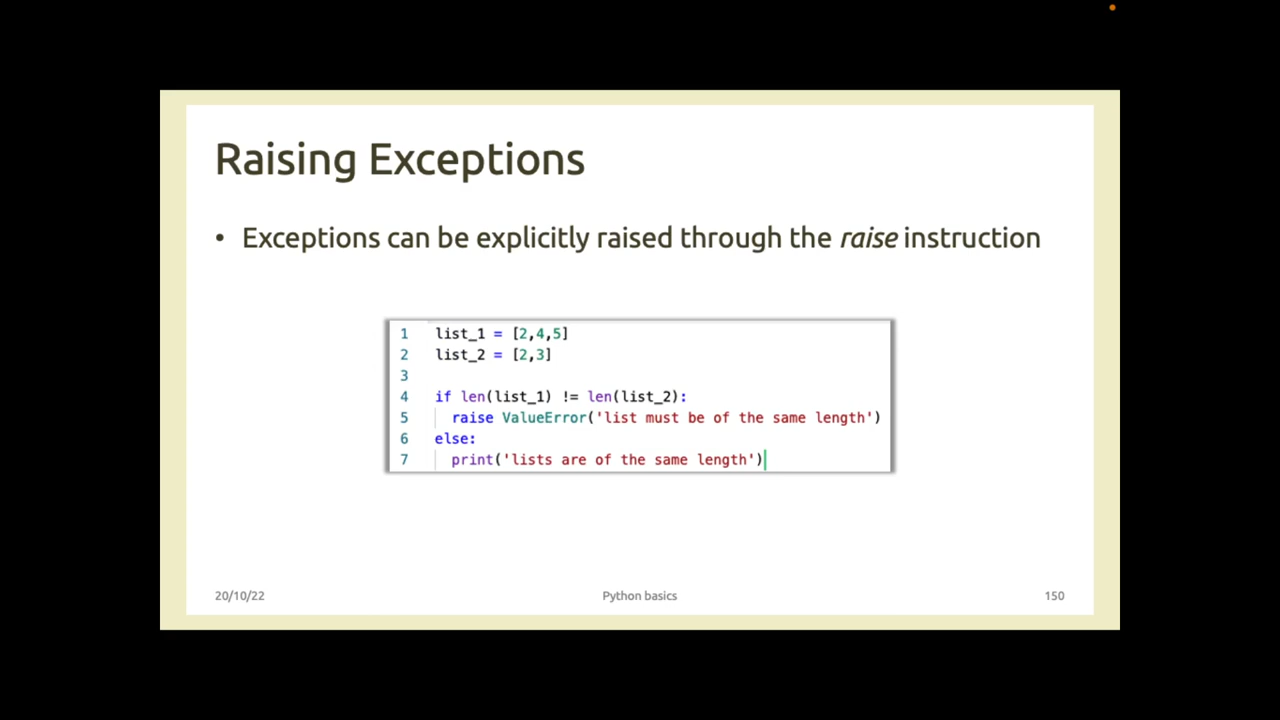 Raising Exceptions
• Exceptions can be explicitly raised through the raise instruction
1 list_1 = [2,4,5]
2 list_2 = [2,3]
3
4 if len(list_1) != len(list_2):
5   raise ValueError('list must be of the same length')
6 else:
7   print('lists are of the same length')
20/10/22 Python basics 150